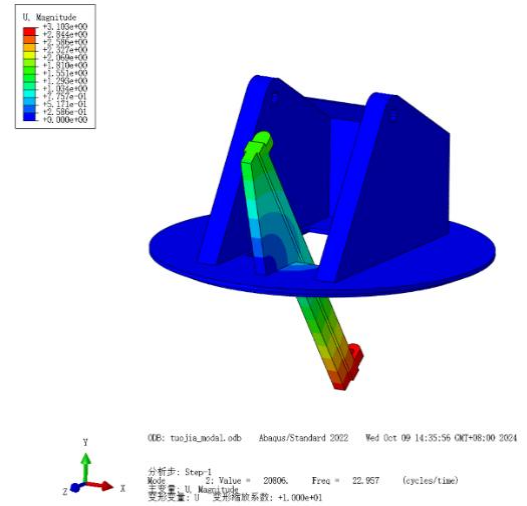 U, Magnitude
+3.103e+00
+2.844e+00
+2.586e+00
+2.327e+00
+2.069e+00
+1.810e+00
+1.551e+00
+1.293e+00
+1.034e+00
+7.757e-01
+5.171e-01
+2.586e-01
+0.000e+00
Y
Z X
ODB: tuojia_modal.odb Abaqus/Standard 2022 Wed Oct 09 14:35:56 GMT+08:00 2024
分析步: Step-1
Mode 2: Value = 20806. Freq = 22.957 (cycles/time)
主变量: U, Magnitude
变形变量: U 变形缩放系数: +1.000e+01